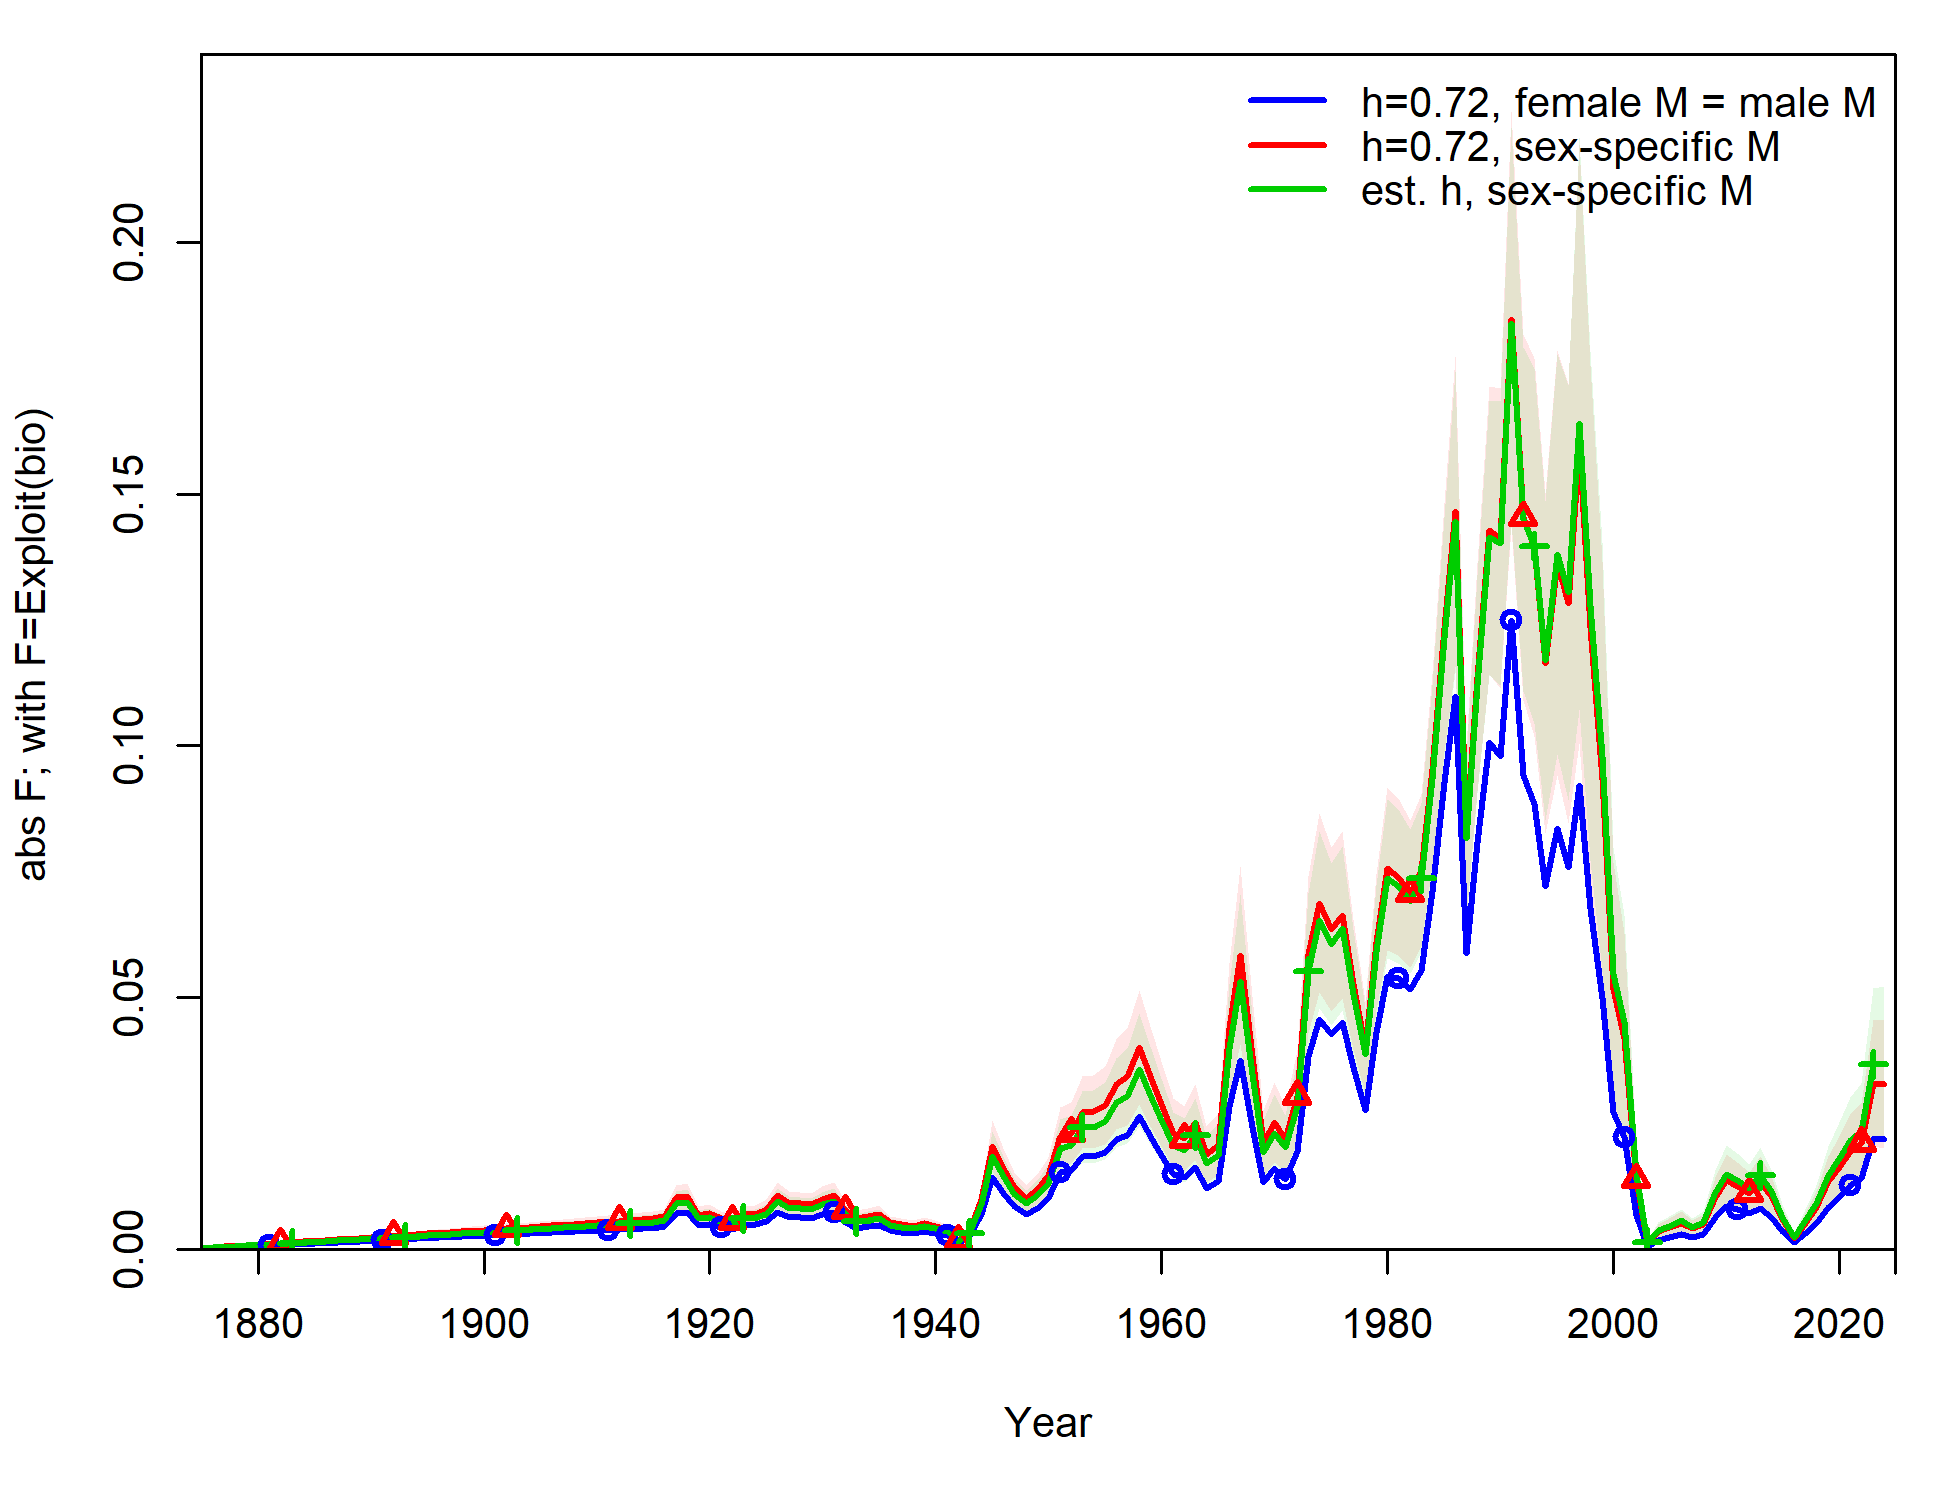 h=0.72, female M = male M
h=0.72, sex-specific M
est. h, sex-specific M
abs F; with F=Exploit(bio)
0.20
0.15
0.10
0.05
0.00
1880 1900 1920 1940 1960 1980 2000 2020
Year